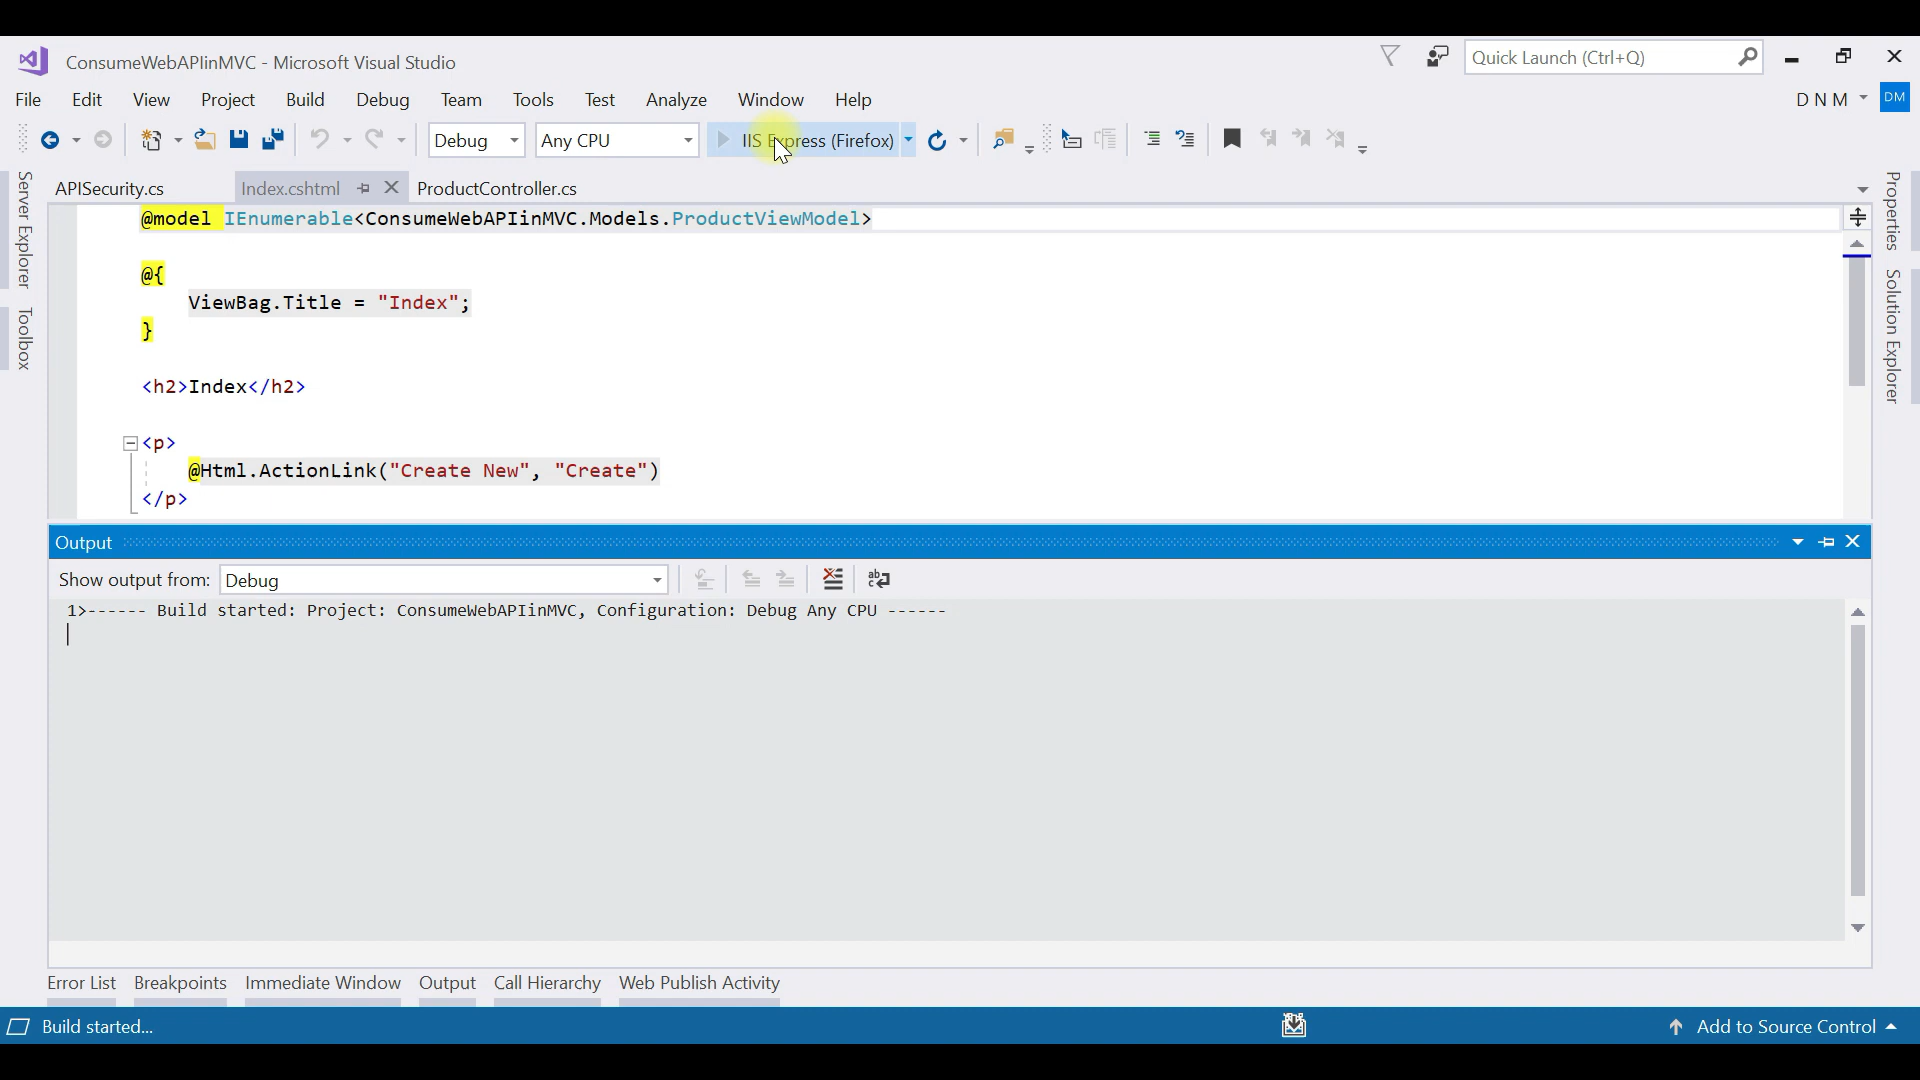 ConsumeWebAPIinMVC - Microsoft Visual Studio
Quick Launch (Ctrl+Q)
File Edit View Project Build Debug Team Tools Test Analyze Window Help
D N M DM
Debug Any CPU IIS Express (Firefox)
APISecurity.cs Index.cshtml ProductController.cs
Server Explorer
Toolbox
Properties
Solution Explorer
@model IEnumerable<ConsumeWebAPIinMVC.Models.ProductViewModel>
@{
ViewBag.Title = "Index";
}
<h2>Index</h2>
<p>
@Html.ActionLink("Create New", "Create")
</p>
Output
Show output from: Debug
1>------ Build started: Project: ConsumeWebAPIinMVC, Configuration: Debug Any CPU ------
Error List Breakpoints Immediate Window Output Call Hierarchy Web Publish Activity
Build started... Add to Source Control